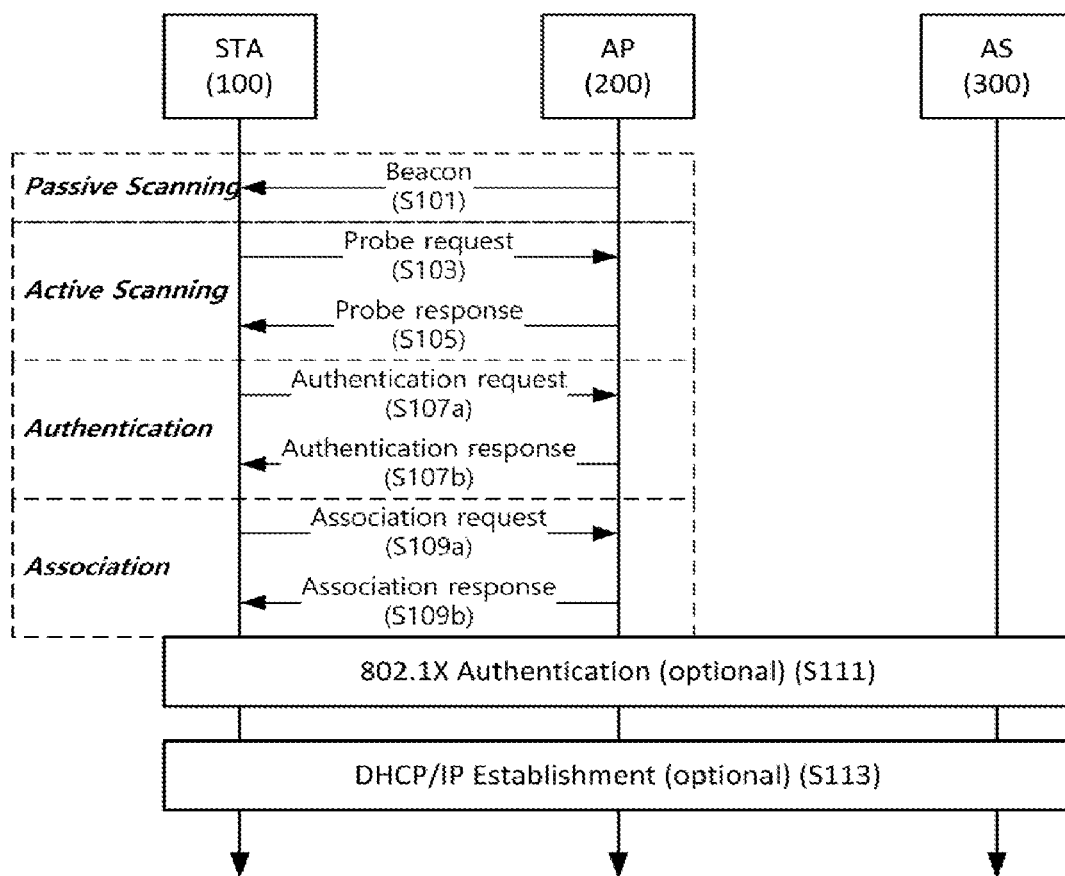 STA
(100)
AP
(200)
AS
(300)
Passive Scanning
Beacon
(S101)
Active Scanning
Probe request
(S103)
Probe response
(S105)
Authentication
Authentication request
(S107a)
Authentication response
(S107b)
Association
Association request
(S109a)
Association response
(S109b)
802.1X Authentication (optional) (S111)
DHCP/IP Establishment (optional) (S113)